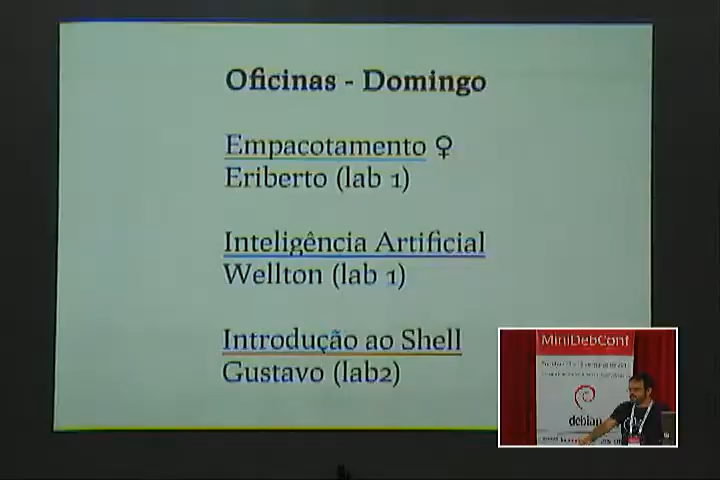 Oficinas - Domingo
Empacotamento ♀
Eriberto (lab 1)
Inteligência Artificial
Wellton (lab 1)
Introdução ao Shell
Gustavo (lab2)
MiniDebConf
debian